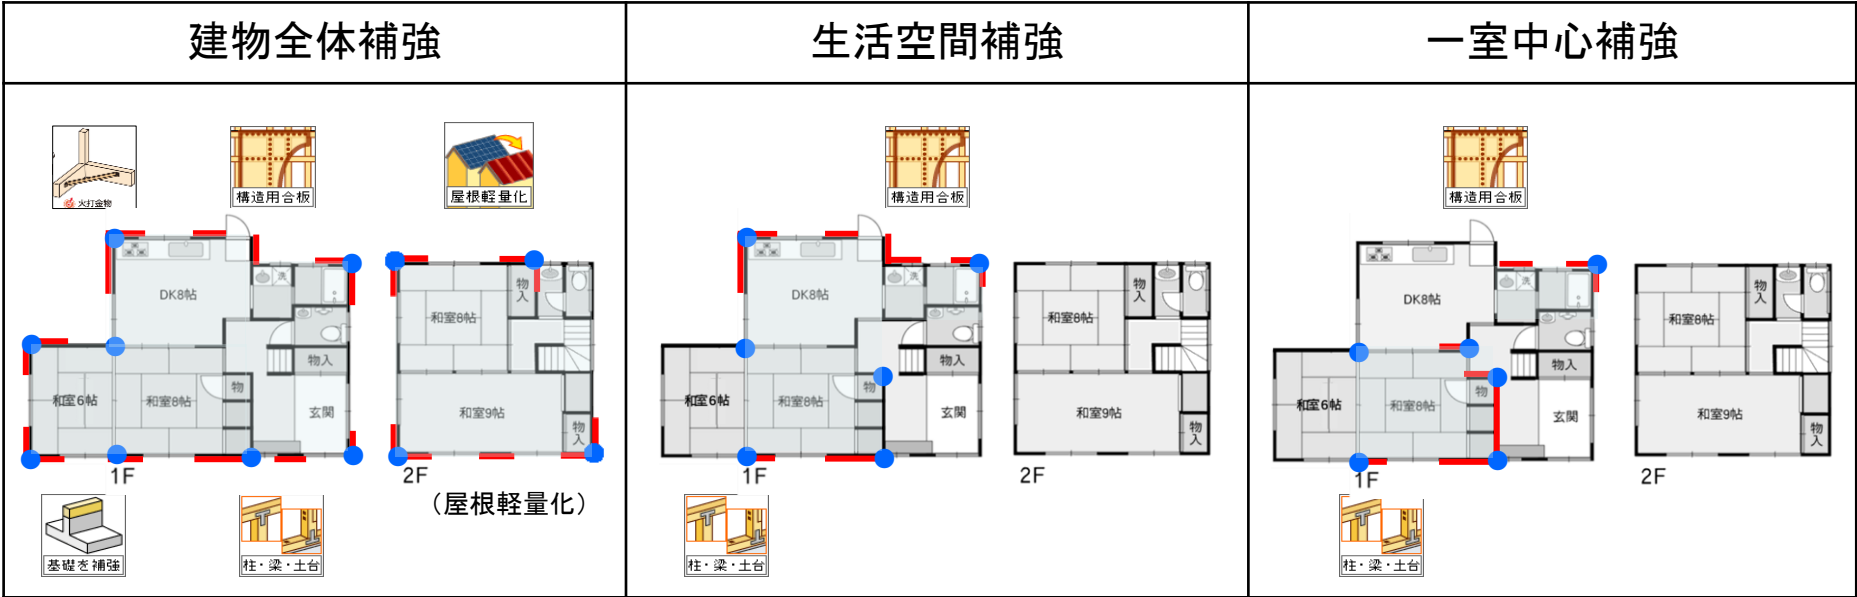 建物全体補強
生活空間補強
一室中心補強
火打金物
構造用合板
屋根軽量化
DK8帖
洗
物入
和室6帖
和室8帖
物
玄関
1F
和室8帖
物入
和室9帖
物入
2F
(屋根軽量化)
基礎を補強
柱・梁・土台
構造用合板
DK8帖
洗
物入
和室6帖
和室8帖
物
玄関
1F
和室8帖
物入
和室9帖
物入
2F
柱・梁・土台
構造用合板
DK8帖
洗
物入
和室6帖
和室8帖
物
玄関
1F
和室8帖
物入
和室9帖
物入
2F
柱・梁・土台